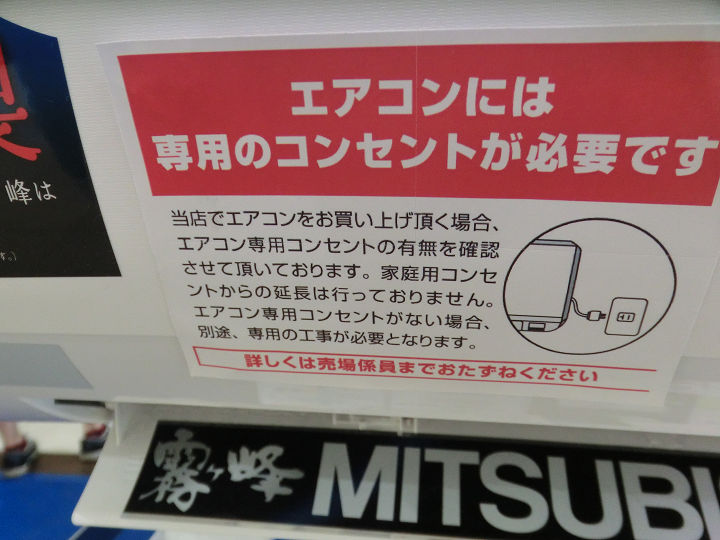 エアコンには
専用のコンセントが必要です
当店でエアコンをお買い上げ頂く場合、
エアコン専用コンセントの有無を確認
させて頂いております。家庭用コンセ
ントからの延長は行っておりません。
エアコン専用コンセントがない場合、
別途、専用の工事が必要となります。
詳しくは売場係員までおたずねください
峰は
す。)
霧ヶ峰 MITSUBI